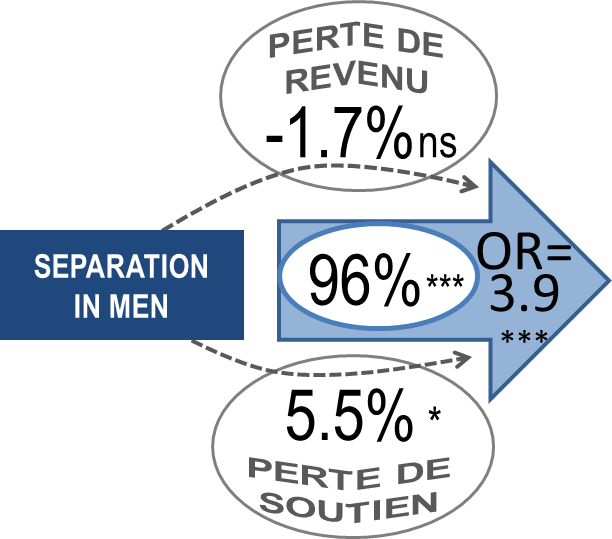 PERTE DE
REVENU
-1.7% ns
SEPARATION
IN MEN
96% ***
OR=
3.9
***
5.5% *
PERTE DE
SOUTIEN